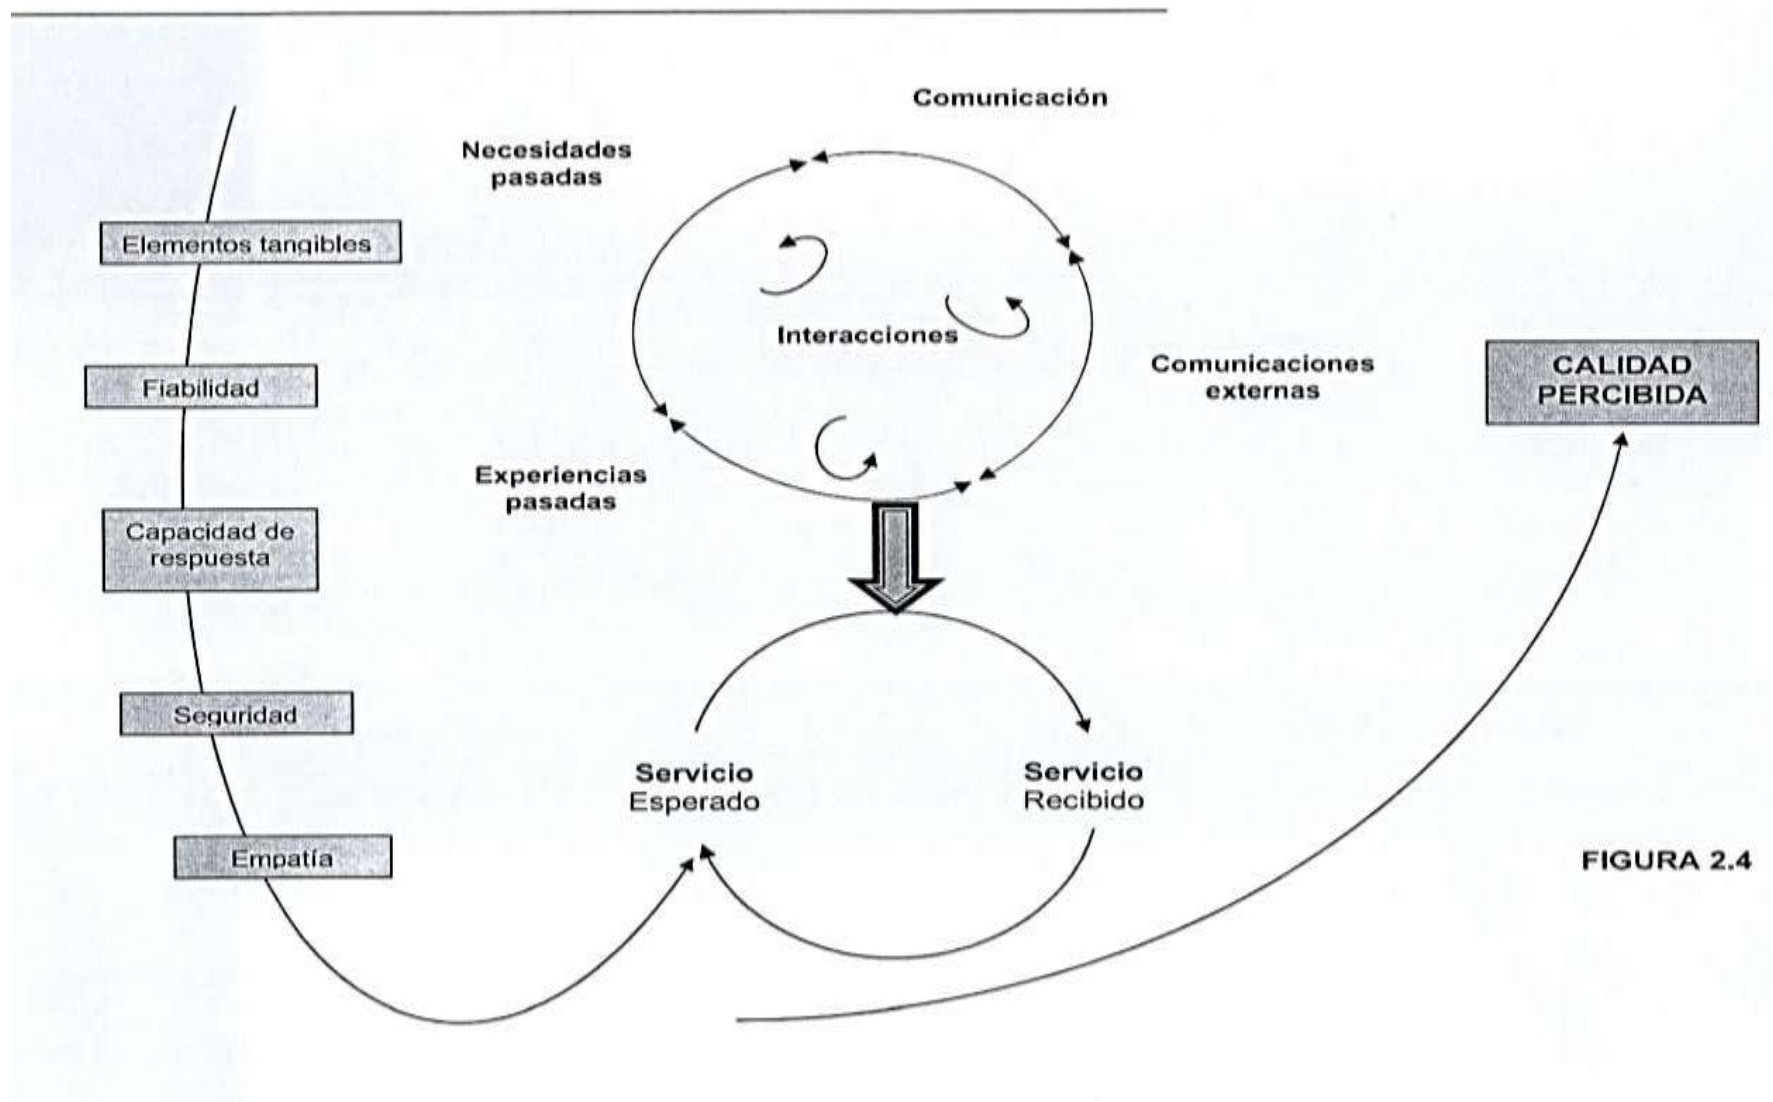 Comunicación
Necesidades
pasadas
Elementos tangibles
Interacciones
Comunicaciones
externas
CALIDAD
PERCIBIDA
Fiabilidad
Experiencias
pasadas
Capacidad de
respuesta
Seguridad
Servicio
Esperado
Servicio
Recibido
Empatía
FIGURA 2.4